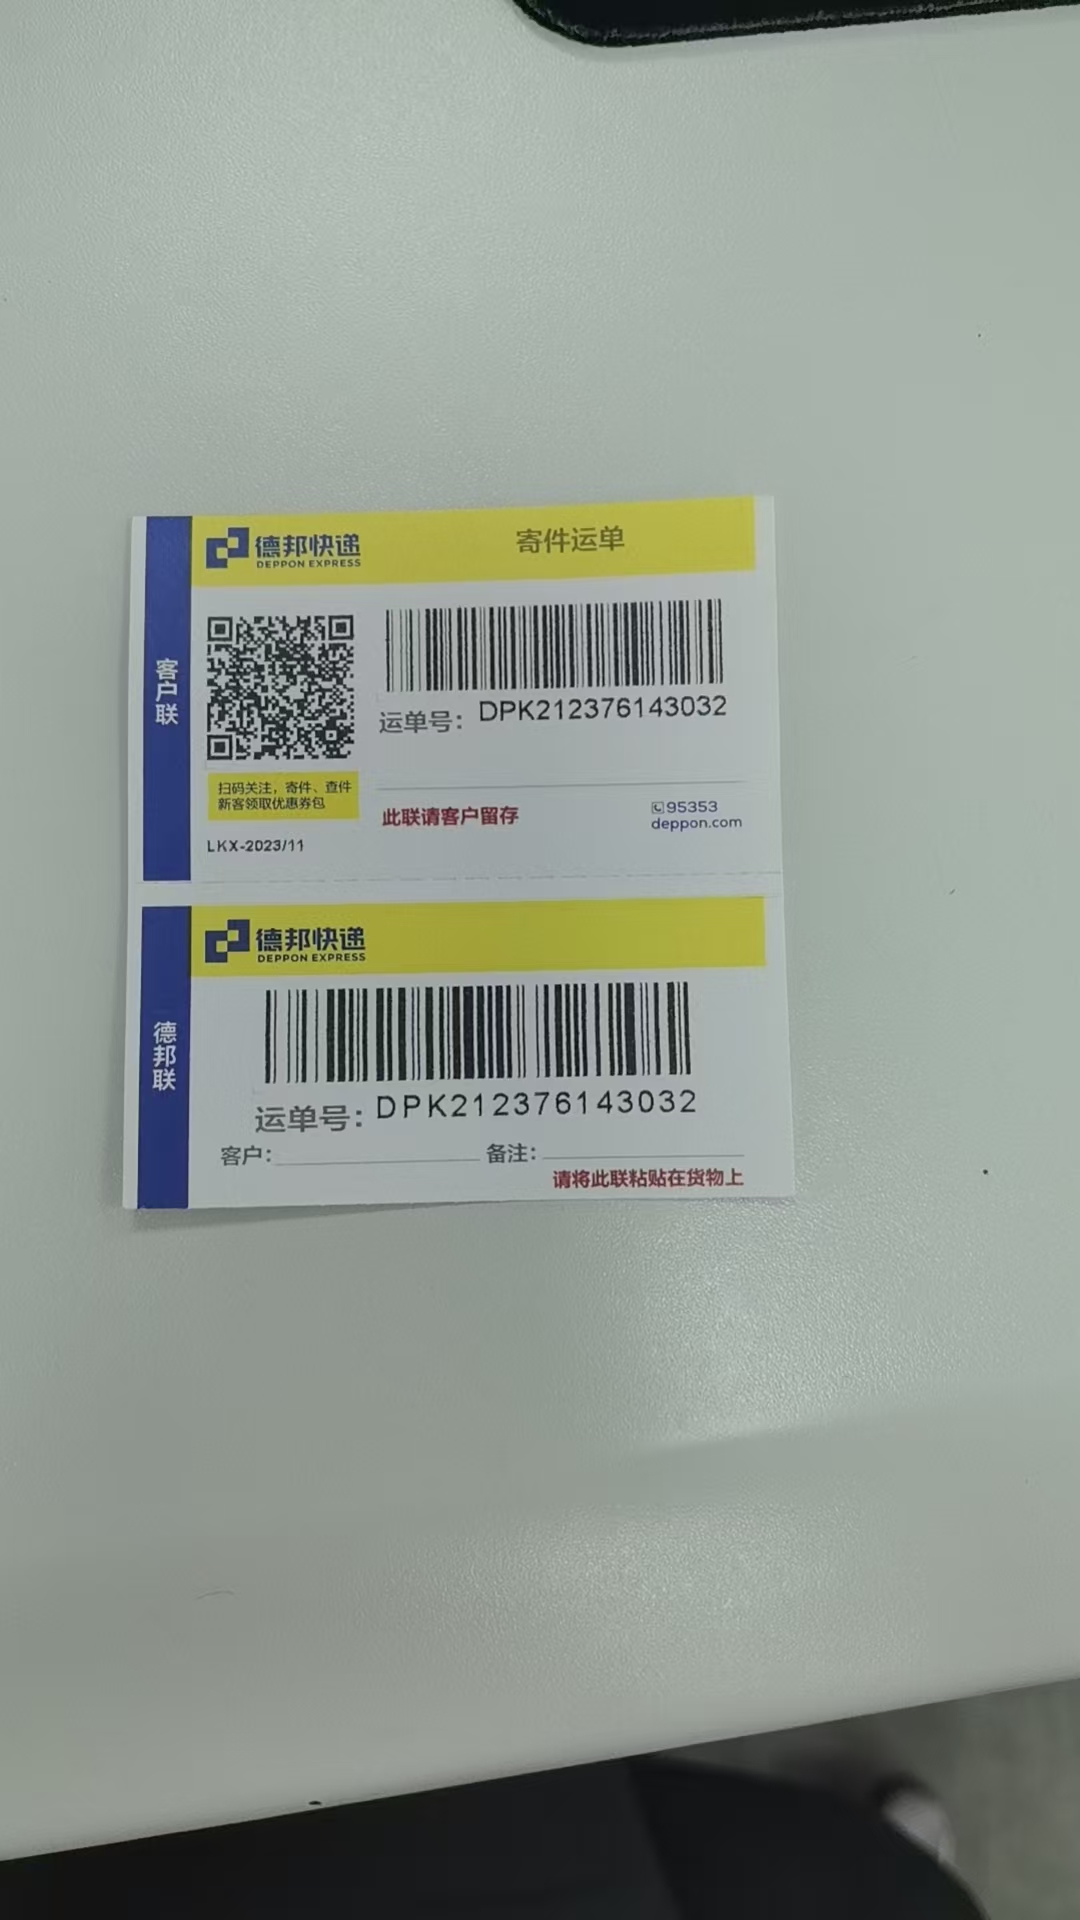 德邦快递
DEPPON EXPRESS
寄件运单
客户联
运单号：DPK212376143032
扫码关注，寄件、查件
新客领取优惠券包
此联请客户留存
95353
deppon.com
LKX-2023/11
德邦快递
DEPPON EXPRESS
德邦联
运单号：DPK212376143032
客户：
备注：
请将此联粘贴在货物上